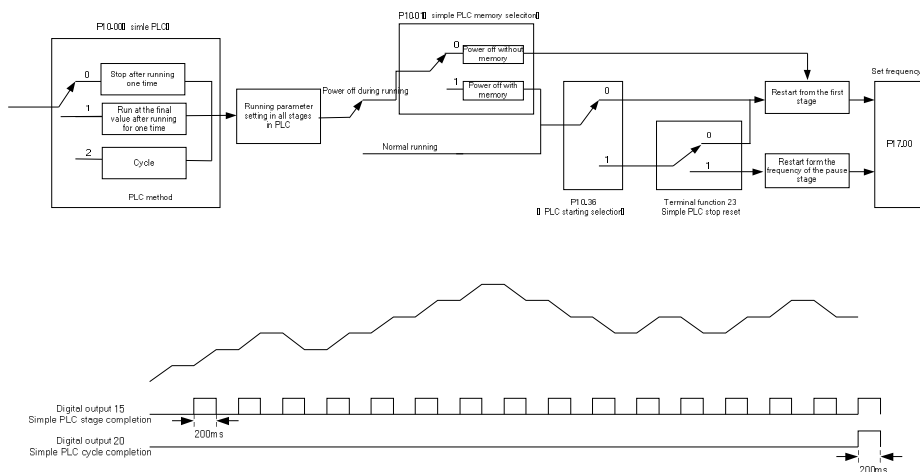 P10-00( simle PLC)
0
Stop after running
one time
1
Run at the final
value after running
for one time
2
Cycle
PLC method
Running parameter
setting in all stages
in PLC
Power off during running
Normal running
P10-01( simple PLC memory seleciton)
0
Power off without
memory
1
Power off with
memory
0
1
P10.36
( PLC starting selection)
0
1
Terminal function 23
Simple PLC stop reset
Restart from the first
stage
Restart form the
frequency of the pause
stage
Set frequency
P17.00
Digital output 15
Simple PLC stage completion
200ms
Digital output 20
Simple PLC cycle completion
200ms